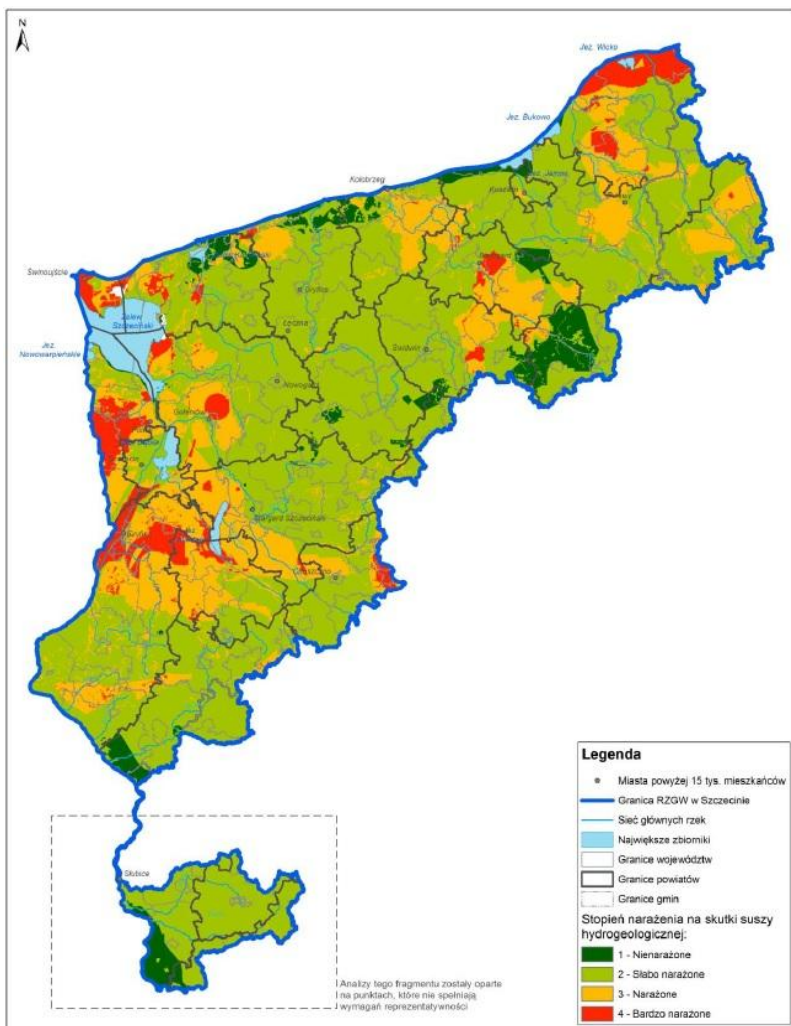 N
Jez. Wicko
Jez. Bukowo
Kołobrzeg
Świnoujście
Gryfice
Zalew
Szczeciński
Łobez
Jez.
Nowowarpieńskie
Świdwin
Nowogard
Goleniów
Stargard Szczeciński
Choszczno
Gryfino
Słubice
Analizy tego fragmentu zostały oparte
na punktach, które nie spełniają
wymagań reprezentatywności
Legenda
Miasta powyżej 15 tys. mieszkańców
Granica RZGW w Szczecinie
Sieć głównych rzek
Największe zbiorniki
Granice województw
Granice powiatów
Granice gmin
Stopień narażenia na skutki suszy
hydrogeologicznej:
1 - Nienarażone
2 - Słabo narażone
3 - Narażone
4 - Bardzo narażone